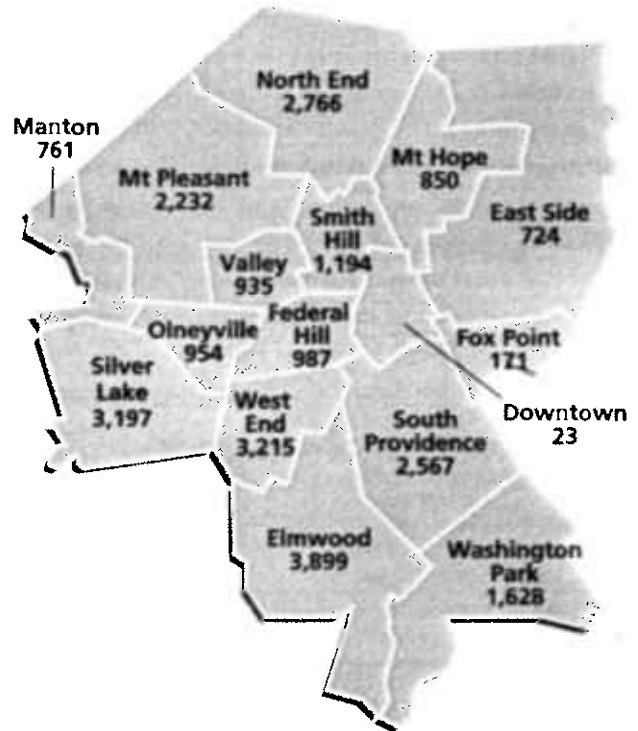 North End
2,766
Manton
761
Mt Pleasant
2,232
Mt Hope
850
Smith
Hill
1,194
East Side
724
Valley
935
Olneyville
954
Federal
Hill
987
Fox Point
171
Silver
Lake
3,197
West
End
3,215
South
Providence
2,567
Downtown
23
Elmwood
3,899
Washington
Park
1,628